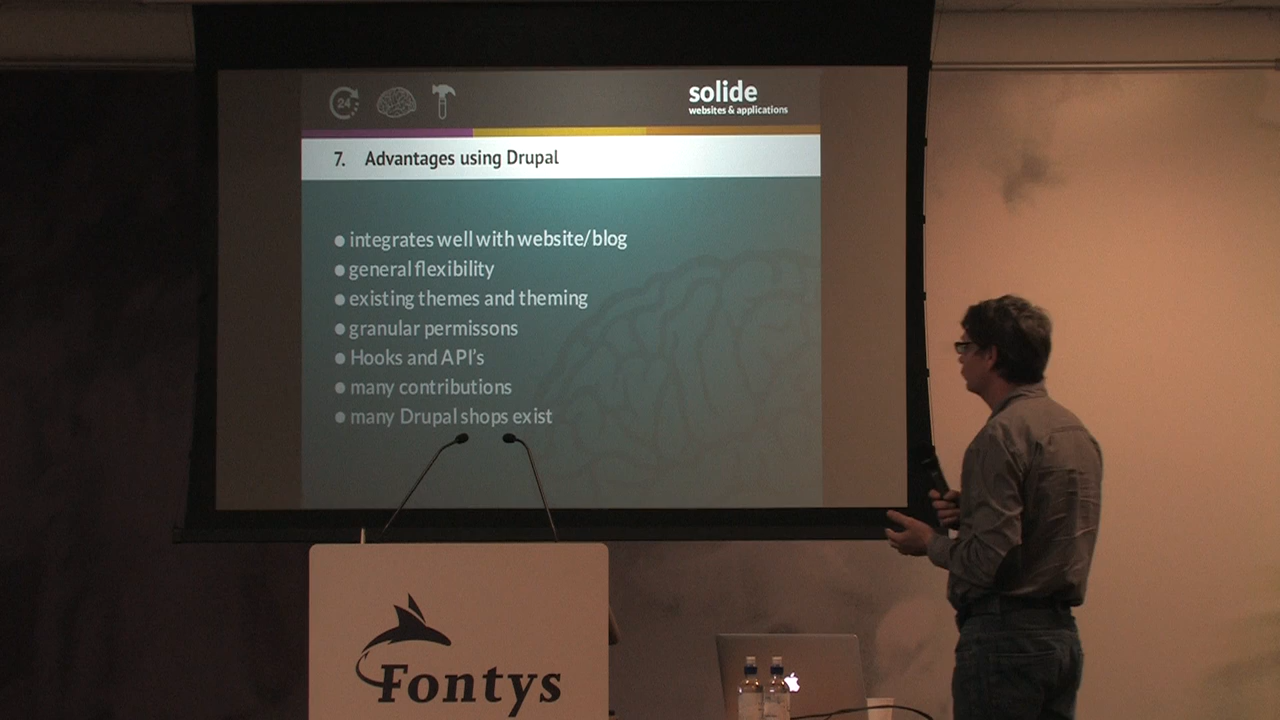 24
solide
websites & applications
7. Advantages using Drupal
● integrates well with website/blog
● general flexibility
● existing themes and theming
● granular permissons
● Hooks and API's
● many contributions
● many Drupal shops exist
Fontys